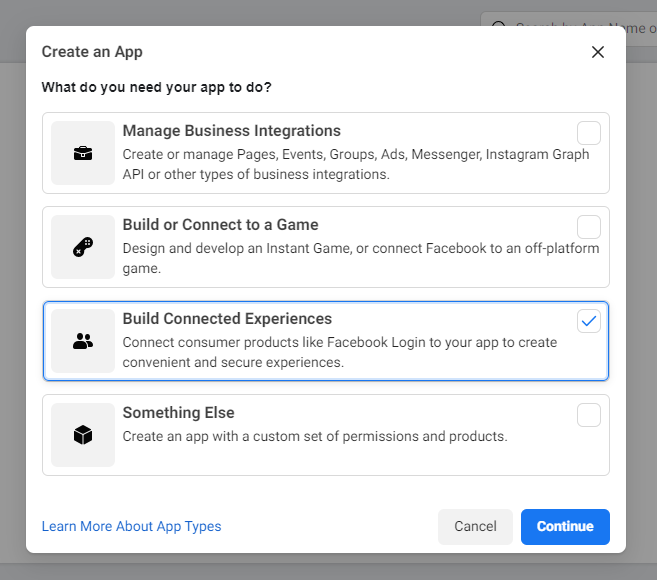 Search by App Name o
Create an App
What do you need your app to do?
Manage Business Integrations
Create or manage Pages, Events, Groups, Ads, Messenger, Instagram Graph
API or other types of business integrations.
Build or Connect to a Game
Design and develop an Instant Game, or connect Facebook to an off-platform
game.
Build Connected Experiences
Connect consumer products like Facebook Login to your app to create
convenient and secure experiences.
Something Else
Create an app with a custom set of permissions and products.
Learn More About App Types
Cancel
Continue